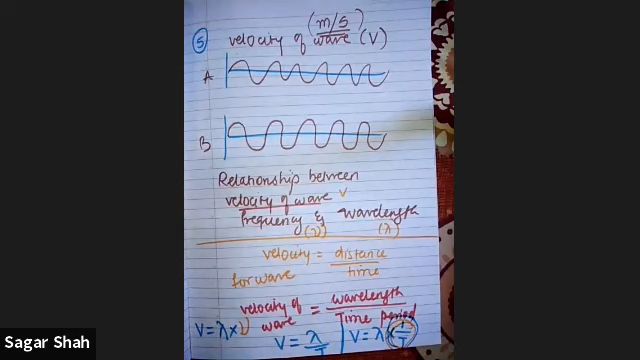 (m/s)
⑤ velocity of wave (V)
A
B
Relationship between
velocity of wave V
frequency & wavelength
(ν) (λ)
velocity = distance
for wave time
velocity of wave = wavelength
Time period
V = λ × ν
V = λ/T
V = λ × 1/T
Sagar Shah